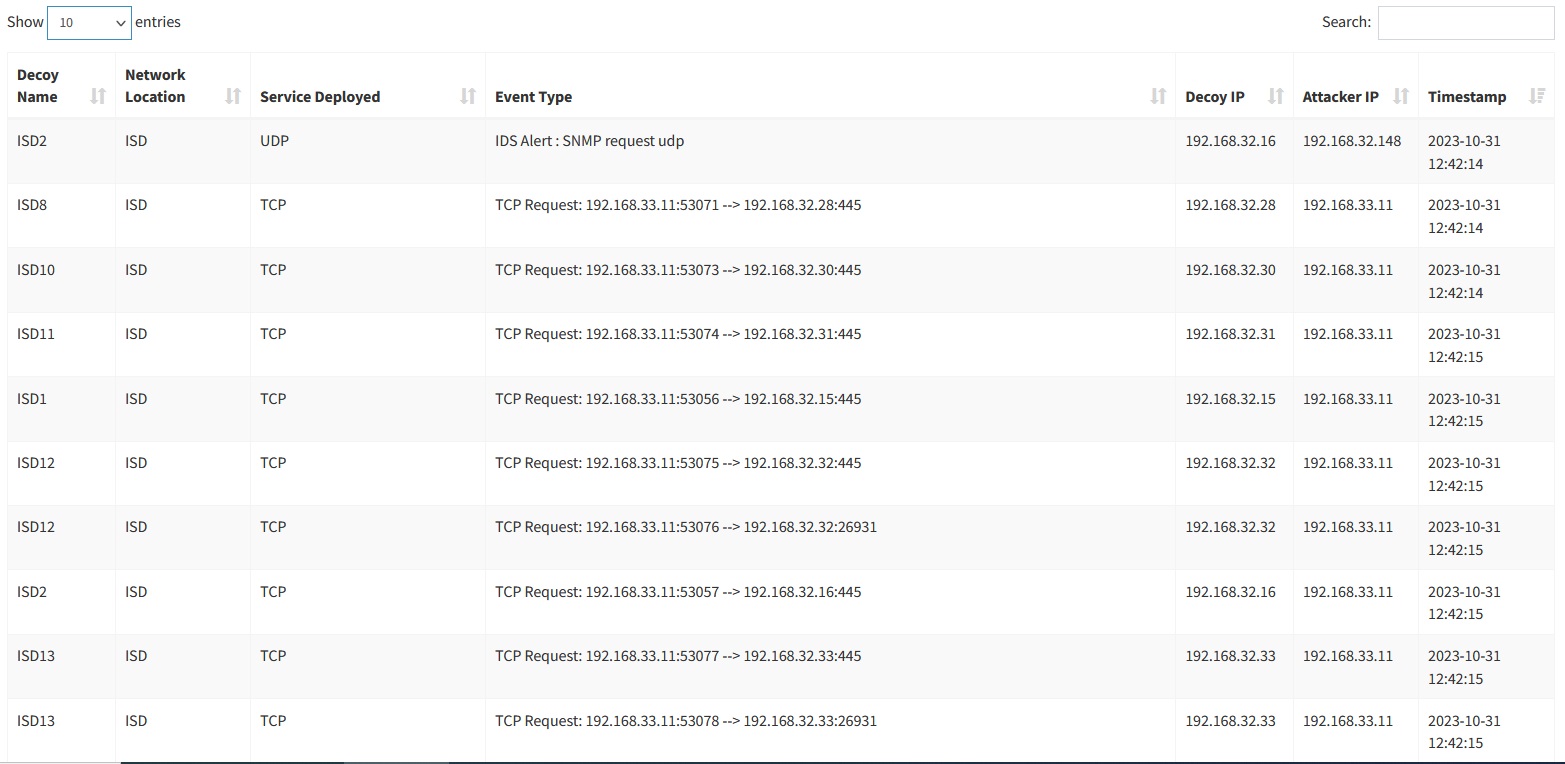 Show 10 entries Search:
Decoy Name Network Location Service Deployed Event Type Decoy IP Attacker IP Timestamp
ISD2 ISD UDP IDS Alert : SNMP request udp 192.168.32.16 192.168.32.148 2023-10-31
12:42:14
ISD8 ISD TCP TCP Request: 192.168.33.11:53071 --> 192.168.32.28:445 192.168.32.28 192.168.33.11 2023-10-31
12:42:14
ISD10 ISD TCP TCP Request: 192.168.33.11:53073 --> 192.168.32.30:445 192.168.32.30 192.168.33.11 2023-10-31
12:42:14
ISD11 ISD TCP TCP Request: 192.168.33.11:53074 --> 192.168.32.31:445 192.168.32.31 192.168.33.11 2023-10-31
12:42:15
ISD1 ISD TCP TCP Request: 192.168.33.11:53056 --> 192.168.32.15:445 192.168.32.15 192.168.33.11 2023-10-31
12:42:15
ISD12 ISD TCP TCP Request: 192.168.33.11:53075 --> 192.168.32.32:445 192.168.32.32 192.168.33.11 2023-10-31
12:42:15
ISD12 ISD TCP TCP Request: 192.168.33.11:53076 --> 192.168.32.32:26931 192.168.32.32 192.168.33.11 2023-10-31
12:42:15
ISD2 ISD TCP TCP Request: 192.168.33.11:53057 --> 192.168.32.16:445 192.168.32.16 192.168.33.11 2023-10-31
12:42:15
ISD13 ISD TCP TCP Request: 192.168.33.11:53077 --> 192.168.32.33:445 192.168.32.33 192.168.33.11 2023-10-31
12:42:15
ISD13 ISD TCP TCP Request: 192.168.33.11:53078 --> 192.168.32.33:26931 192.168.32.33 192.168.33.11 2023-10-31
12:42:15